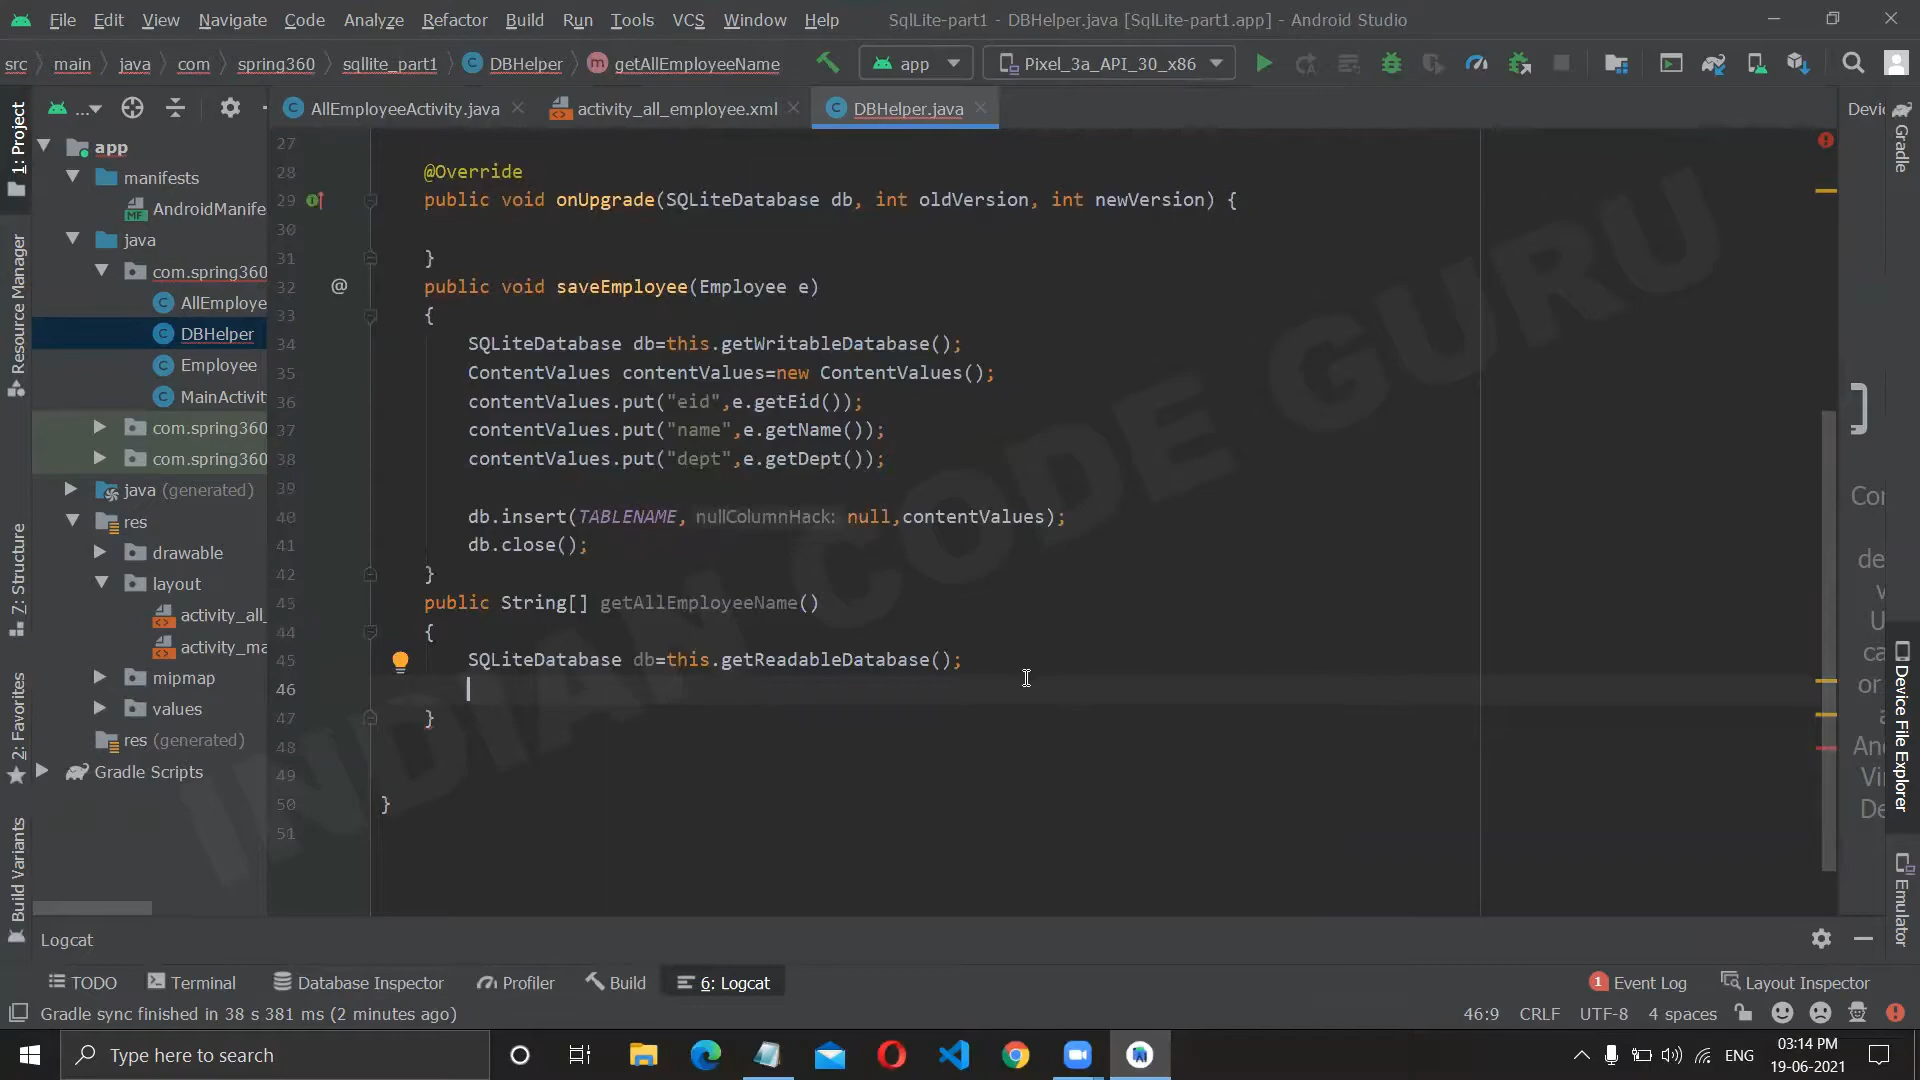 File Edit View Navigate Code Analyze Refactor Build Run Tools VCS Window Help SqlLite-part1 - DBHelper.java [SqlLite-part1.app] - Android Studio
src main java com spring360 sqllite_part1 DBHelper getAllEmployeeName app Pixel_3a_API_30_x86
AllEmployeeActivity.java activity_all_employee.xml DBHelper.java
1: Project
Resource Manager
7: Structure
2: Favorites
Build Variants
app
manifests
AndroidManife
java
com.spring360
AllEmploye
DBHelper
Employee
MainActivit
com.spring360
com.spring360
java (generated)
res
drawable
layout
activity_all_
activity_ma
mipmap
values
res (generated)
Gradle Scripts
27
28 @Override
29 public void onUpgrade(SQLiteDatabase db, int oldVersion, int newVersion) {
30
31 }
32 @ public void saveEmployee(Employee e)
33 {
34 SQLiteDatabase db=this.getWritableDatabase();
35 ContentValues contentValues=new ContentValues();
36 contentValues.put("eid",e.getEid());
37 contentValues.put("name",e.getName());
38 contentValues.put("dept",e.getDept());
39
40 db.insert(TABLENAME, nullColumnHack: null,contentValues);
41 db.close();
42 }
43 public String[] getAllEmployeeName()
44 {
45 SQLiteDatabase db=this.getReadableDatabase();
46
47 }
48
49
50 }
51
INDIAN CODE GURU
Devi
Co
de
v
U
ca
or
a
An
Vi
De
Gradle
Device File Explorer
Emulator
Logcat
TODO Terminal Database Inspector Profiler Build 6: Logcat 1 Event Log Layout Inspector
Gradle sync finished in 38 s 381 ms (2 minutes ago) 46:9 CRLF UTF-8 4 spaces
Type here to search ENG 03:14 PM
19-06-2021